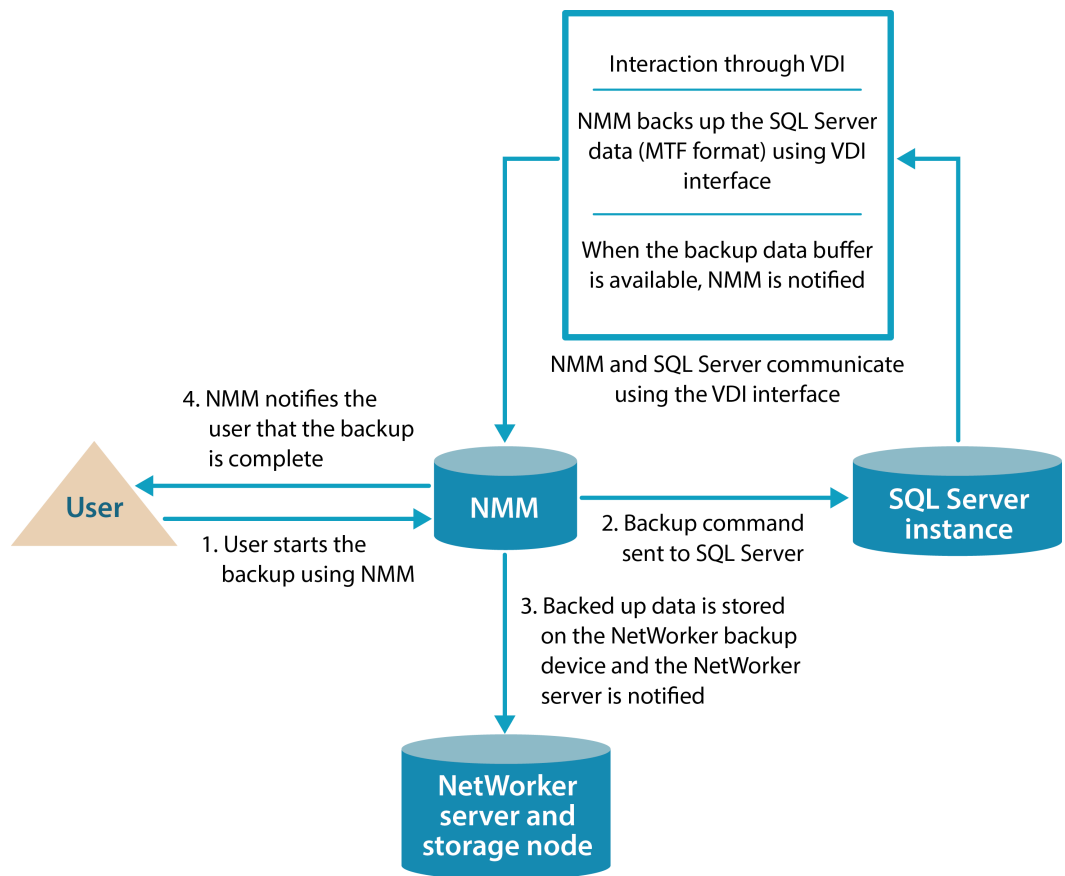 Interaction through VDI
NMM backs up the SQL Server
data (MTF format) using VDI
interface
When the backup data buffer
is available, NMM is notified
NMM and SQL Server communicate
using the VDI interface
4. NMM notifies the
user that the backup
is complete
User
NMM
SQL Server
instance
1. User starts the
backup using NMM
2. Backup command
sent to SQL Server
3. Backed up data is stored
on the NetWorker backup
device and the NetWorker
server is notified
NetWorker
server and
storage node